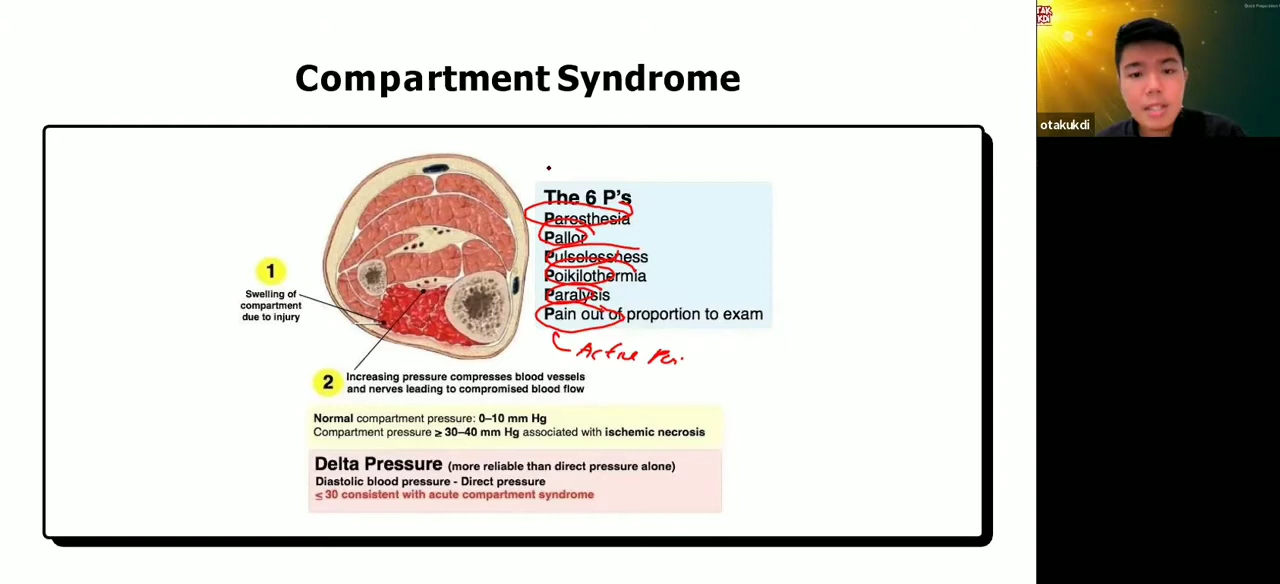 Compartment Syndrome
The 6 P's
Paresthesia
Pallor
Pulselessness
Poikilothermia
Paralysis
Pain out of proportion to exam
Active Pai
1
Swelling of
compartment
due to injury
2
Increasing pressure compresses blood vessels
and nerves leading to compromised blood flow
Normal compartment pressure: 0–10 mm Hg
Compartment pressure ≥ 30–40 mm Hg associated with ischemic necrosis
Delta Pressure (more reliable than direct pressure alone)
Diastolic blood pressure - Direct pressure
≤ 30 consistent with acute compartment syndrome
otakukdi